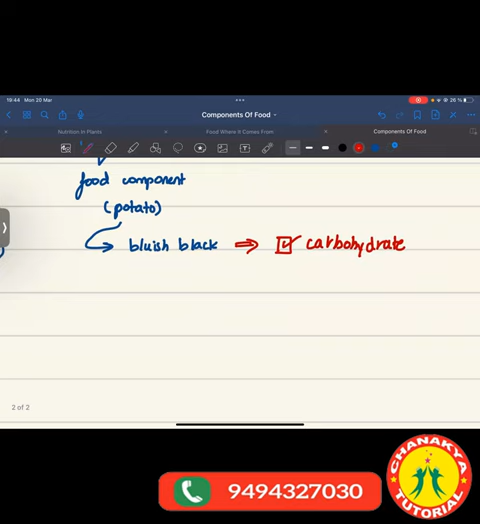 19:44 Mon 20 Mar
26 %
Components Of Food
Nutrition in Plants
Food Where It Comes From
Components Of Food
food component
(potato)
bluish black ⇒ ☑ carbohydrate
2 of 2
9494327030
CHANAKYA
TUTORIAL